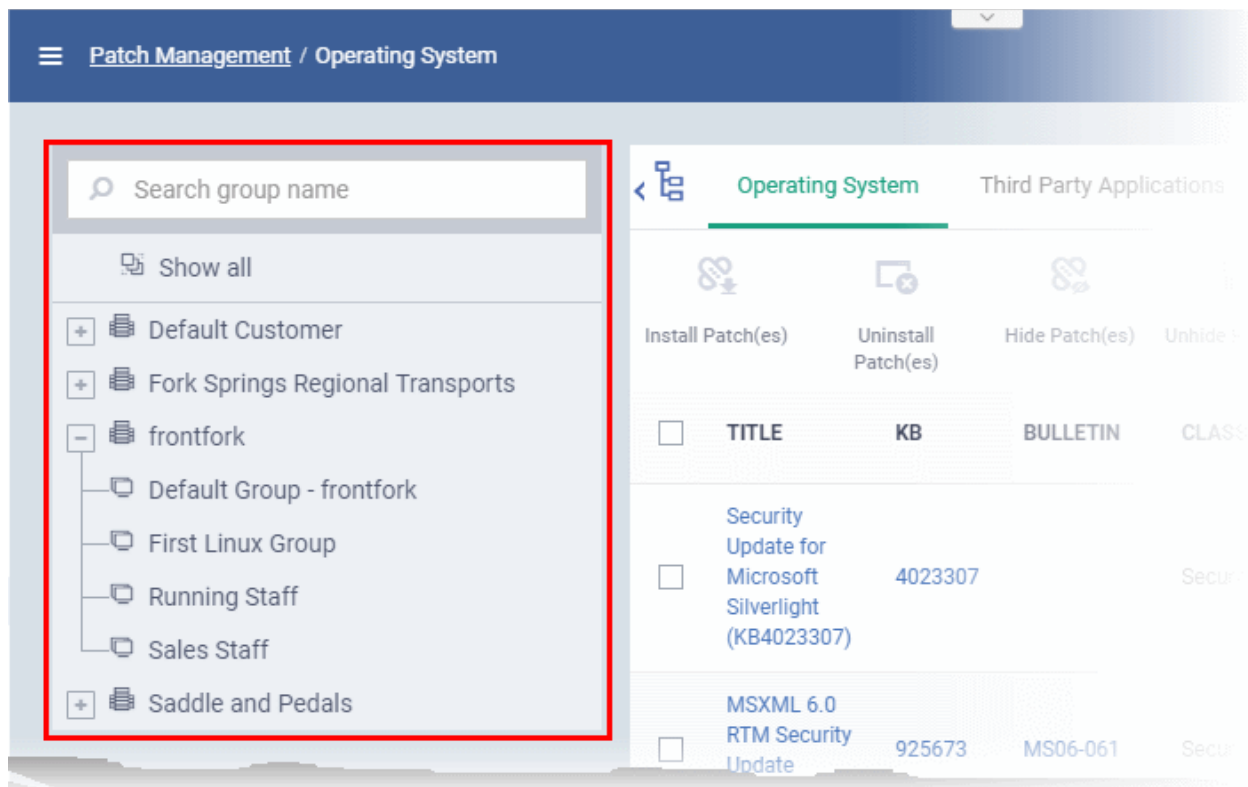 Patch Management / Operating System
Search group name
Show all
Default Customer
Fork Springs Regional Transports
frontfork
Default Group - frontfork
First Linux Group
Running Staff
Sales Staff
Saddle and Pedals
Operating System
Third Party Applications
Install Patch(es)
Uninstall
Patch(es)
Hide Patch(es)
Unhide
TITLE
KB
BULLETIN
Security
Update for
Microsoft
Silverlight
(KB4023307)
4023307
MSXML 6.0
RTM Security
Update
925673
MS06-061